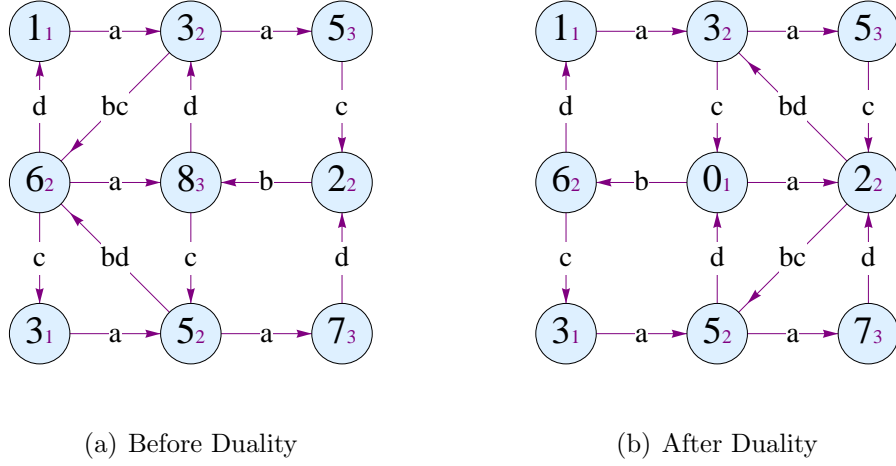 1₁ a 3₂ a 5₃ 1₁ a 3₂ a 5₃
d bc d c d c bd c
6₂ a 8₃ b 2₂ 6₂ b 0₁ a 2₂
c bd c d c d bc d
3₁ a 5₂ a 7₃ 3₁ a 5₂ a 7₃
(a) Before Duality (b) After Duality